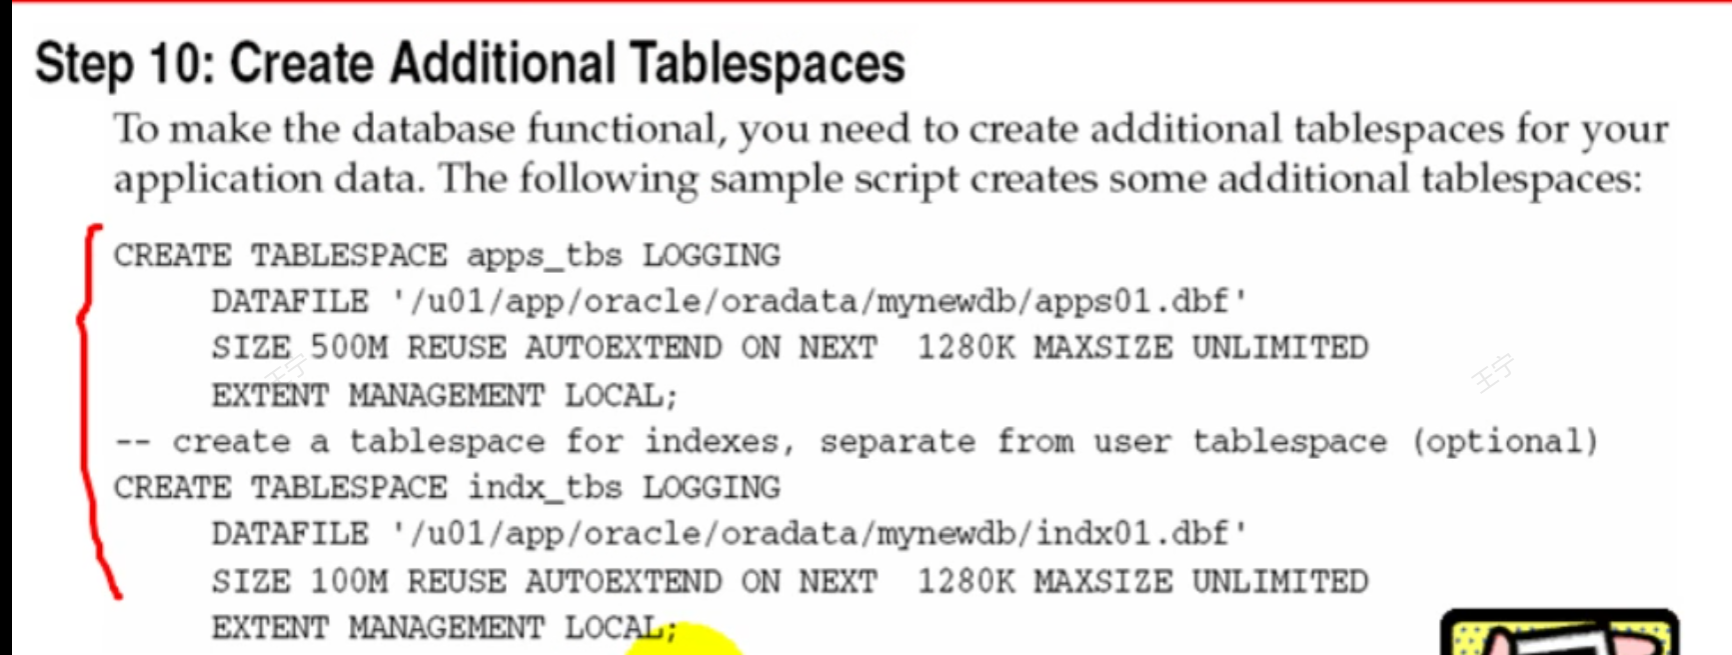 Step 10: Create Additional Tablespaces
To make the database functional, you need to create additional tablespaces for your
application data. The following sample script creates some additional tablespaces:
CREATE TABLESPACE apps_tbs LOGGING
DATAFILE '/u01/app/oracle/oradata/mynewdb/apps01.dbf'
SIZE 500M REUSE AUTOEXTEND ON NEXT  1280K MAXSIZE UNLIMITED
EXTENT MANAGEMENT LOCAL;
-- create a tablespace for indexes, separate from user tablespace (optional)
CREATE TABLESPACE indx_tbs LOGGING
DATAFILE '/u01/app/oracle/oradata/mynewdb/indx01.dbf'
SIZE 100M REUSE AUTOEXTEND ON NEXT  1280K MAXSIZE UNLIMITED
EXTENT MANAGEMENT LOCAL;
王宁
王宁